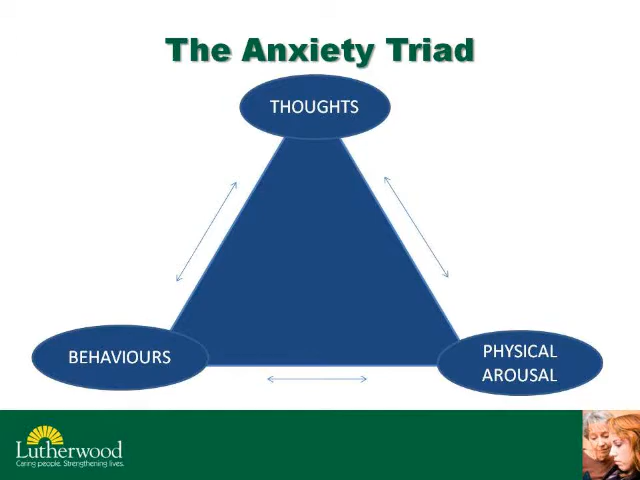 The Anxiety Triad
THOUGHTS
BEHAVIOURS
PHYSICAL
AROUSAL
Lutherwood
Caring people. Strengthening lives.